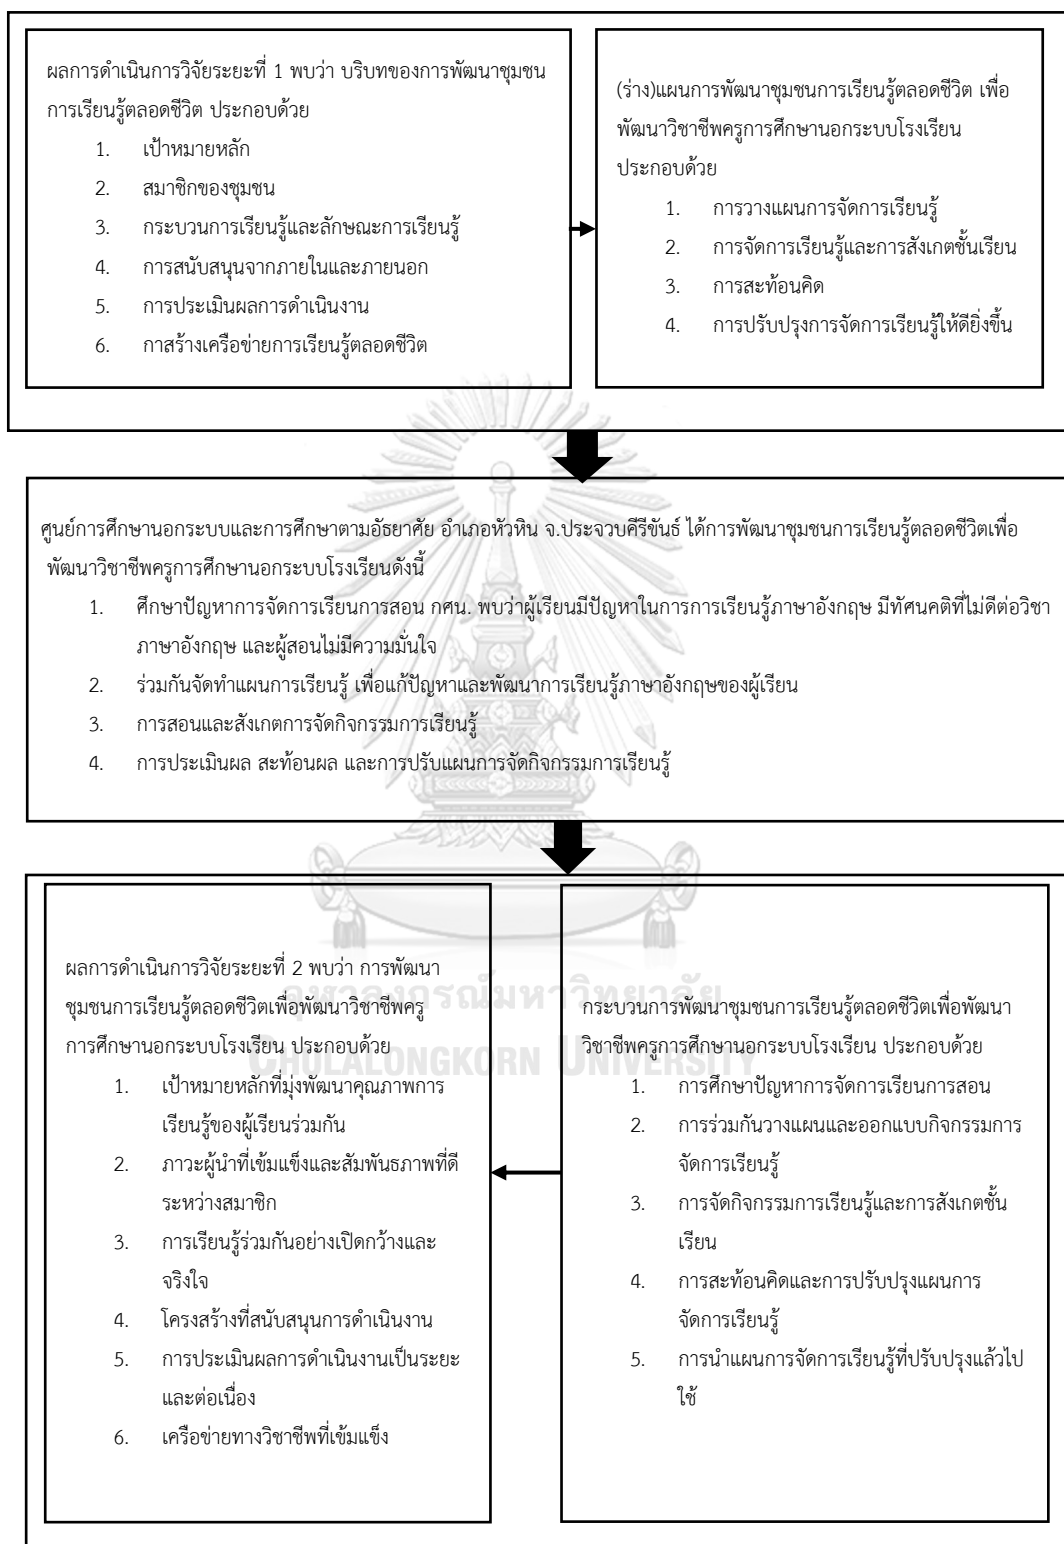 ผลการดำเนินการวิจัยระยะที่ 1 พบว่า บริบทของการพัฒนาชุมชน
การเรียนรู้ตลอดชีวิต ประกอบด้วย
1. เป้าหมายหลัก
2. สมาชิกของชุมชน
3. กระบวนการเรียนรู้และลักษณะการเรียนรู้
4. การสนับสนุนจากภายในและภายนอก
5. การประเมินผลการดำเนินงาน
6. กาสร้างเครือข่ายการเรียนรู้ตลอดชีวิต
(ร่าง)แผนการพัฒนาชุมชนการเรียนรู้ตลอดชีวิต เพื่อ
พัฒนาวิชาชีพครูการศึกษานอกระบบโรงเรียน
ประกอบด้วย
1. การวางแผนการจัดการเรียนรู้
2. การจัดการเรียนรู้และการสังเกตชั้นเรียน
3. การสะท้อนคิด
4. การปรับปรุงการจัดการเรียนรู้ให้ดียิ่งขึ้น
ศูนย์การศึกษานอกระบบและการศึกษาตามอัธยาศัย อำเภอหัวหิน จ.ประจวบคีรีขันธ์ ได้การพัฒนาชุมชนการเรียนรู้ตลอดชีวิตเพื่อ
พัฒนาวิชาชีพครูการศึกษานอกระบบโรงเรียนดังนี้
1. ศึกษาปัญหาการจัดการเรียนการสอน กศน. พบว่าผู้เรียนมีปัญหาในการการเรียนรู้ภาษาอังกฤษ มีทัศนคติที่ไม่ดีต่อวิชา
ภาษาอังกฤษ และผู้สอนไม่มีความมั่นใจ
2. ร่วมกันจัดทำแผนการเรียนรู้ เพื่อแก้ปัญหาและพัฒนาการเรียนรู้ภาษาอังกฤษของผู้เรียน
3. การสอนและสังเกตการจัดกิจกรรมการเรียนรู้
4. การประเมินผล สะท้อนผล และการปรับแผนการจัดกิจกรรมการเรียนรู้
ผลการดำเนินการวิจัยระยะที่ 2 พบว่า การพัฒนา
ชุมชนการเรียนรู้ตลอดชีวิตเพื่อพัฒนาวิชาชีพครู
การศึกษานอกระบบโรงเรียน ประกอบด้วย
1. เป้าหมายหลักที่มุ่งพัฒนาคุณภาพการ
เรียนรู้ของผู้เรียนร่วมกัน
2. ภาวะผู้นำที่เข้มแข็งและสัมพันธภาพที่ดี
ระหว่างสมาชิก
3. การเรียนรู้ร่วมกันอย่างเปิดกว้างและ
จริงใจ
4. โครงสร้างที่สนับสนุนการดำเนินงาน
5. การประเมินผลการดำเนินงานเป็นระยะ
และต่อเนื่อง
6. เครือข่ายทางวิชาชีพที่เข้มแข็ง
กระบวนการพัฒนาชุมชนการเรียนรู้ตลอดชีวิตเพื่อพัฒนา
วิชาชีพครูการศึกษานอกระบบโรงเรียน ประกอบด้วย
1. การศึกษาปัญหาการจัดการเรียนการสอน
2. การร่วมกันวางแผนและออกแบบกิจกรรมการ
จัดการเรียนรู้
3. การจัดกิจกรรมการเรียนรู้และการสังเกตชั้น
เรียน
4. การสะท้อนคิดและการปรับปรุงแผนการ
จัดการเรียนรู้
5. การนำแผนการจัดการเรียนรู้ที่ปรับปรุงแล้วไป
ใช้
จุฬาลงกรณ์มหาวิทยาลัย
CHULALONGKORN UNIVERSITY